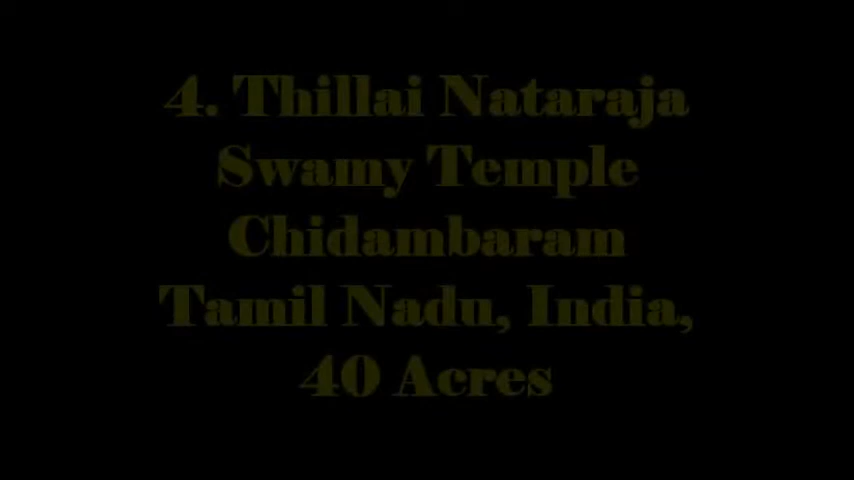 4. Thillai Nataraja
Swamy Temple
Chidambaram
Tamil Nadu, India,
40 Acres